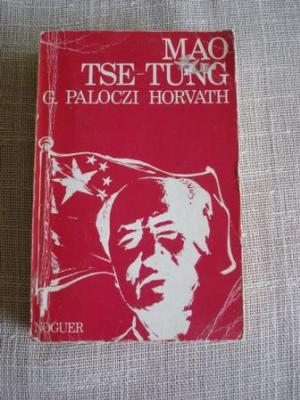 MAO
TSE-TUNG
G. PALOCZI HORVATH
NOGUER